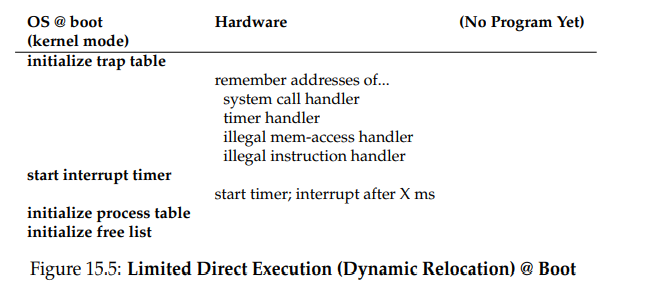 OS @ boot Hardware (No Program Yet)
(kernel mode)
initialize trap table
remember addresses of...
system call handler
timer handler
illegal mem-access handler
illegal instruction handler
start interrupt timer
start timer; interrupt after X ms
initialize process table
initialize free list
Figure 15.5: Limited Direct Execution (Dynamic Relocation) @ Boot